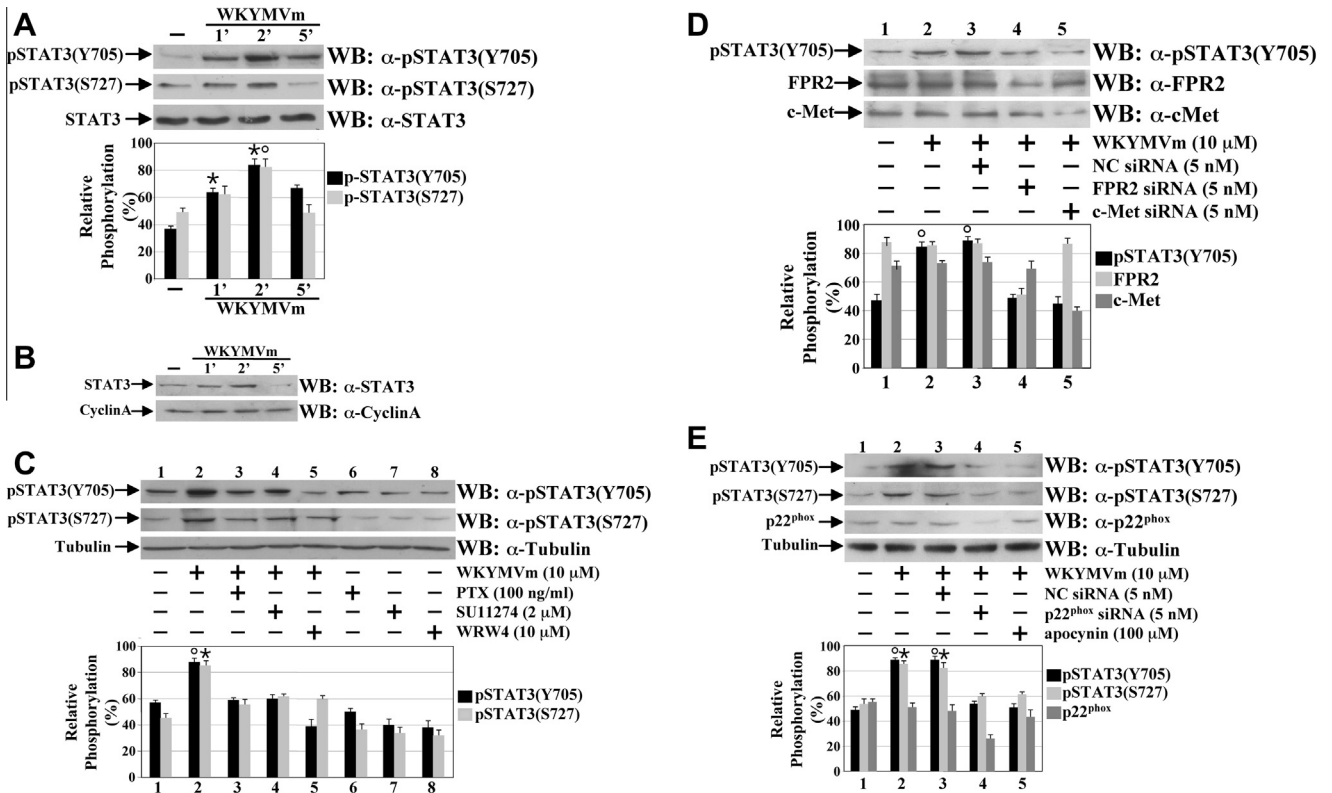 A
WKYMVm
– 1’ 2’ 5’
pSTAT3(Y705) WB: α-pSTAT3(Y705)
pSTAT3(S727) WB: α-pSTAT3(S727)
STAT3 WB: α-STAT3
Relative Phosphorylation (%)
100
80
60
40
20
0
* * °
p-STAT3(Y705)
p-STAT3(S727)
– 1’ 2’ 5’
WKYMVm
B
WKYMVm
– 1’ 2’ 5’
STAT3 WB: α-STAT3
CyclinA WB: α-CyclinA
C
1 2 3 4 5 6 7 8
pSTAT3(Y705) WB: α-pSTAT3(Y705)
pSTAT3(S727) WB: α-pSTAT3(S727)
Tubulin WB: α-Tubulin
– + + + + – – – WKYMVm (10 μM)
– – + – – + – – PTX (100 ng/ml)
– – – + – – + – SU11274 (2 μM)
– – – – + – – + WRW4 (10 μM)
Relative Phosphorylation (%)
100
80
60
40
20
0
° *
pSTAT3(Y705)
pSTAT3(S727)
1 2 3 4 5 6 7 8
D
1 2 3 4 5
pSTAT3(Y705) WB: α-pSTAT3(Y705)
FPR2 WB: α-FPR2
c-Met WB: α-cMet
– + + + + WKYMVm (10 μM)
– – + – – NC siRNA (5 nM)
– – – + – FPR2 siRNA (5 nM)
– – – – + c-Met siRNA (5 nM)
Relative Phosphorylation (%)
100
80
60
40
20
0
° °
pSTAT3(Y705)
FPR2
c-Met
1 2 3 4 5
E
1 2 3 4 5
pSTAT3(Y705) WB: α-pSTAT3(Y705)
pSTAT3(S727) WB: α-pSTAT3(S727)
p22phox WB: α-p22phox
Tubulin WB: α-Tubulin
– + + + + WKYMVm (10 μM)
– – + – – NC siRNA (5 nM)
– – – + – p22phox siRNA (5 nM)
– – – – + apocynin (100 μM)
Relative Phosphorylation (%)
100
80
60
40
20
0
° * ° *
pSTAT3(Y705)
pSTAT3(S727)
p22phox
1 2 3 4 5